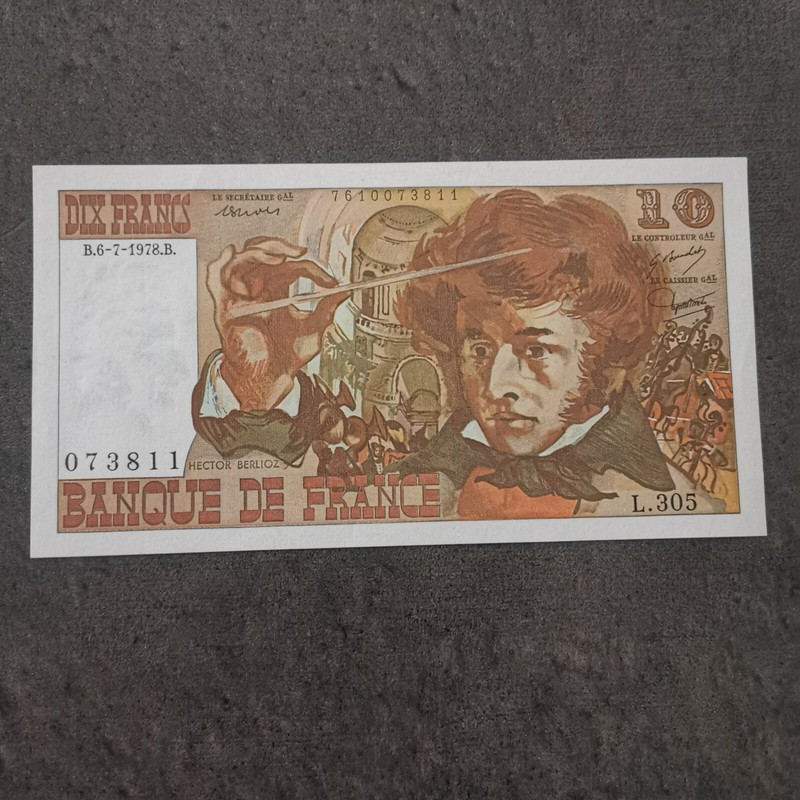 DIX FRANCS
LE SECRÉTAIRE GAL
7610073811
10
B.6-7-1978.B.
LE CONTROLEUR GAL
LE CAISSIER GAL
073811
HECTOR BERLIOZ
BANQUE DE FRANCE
L.305